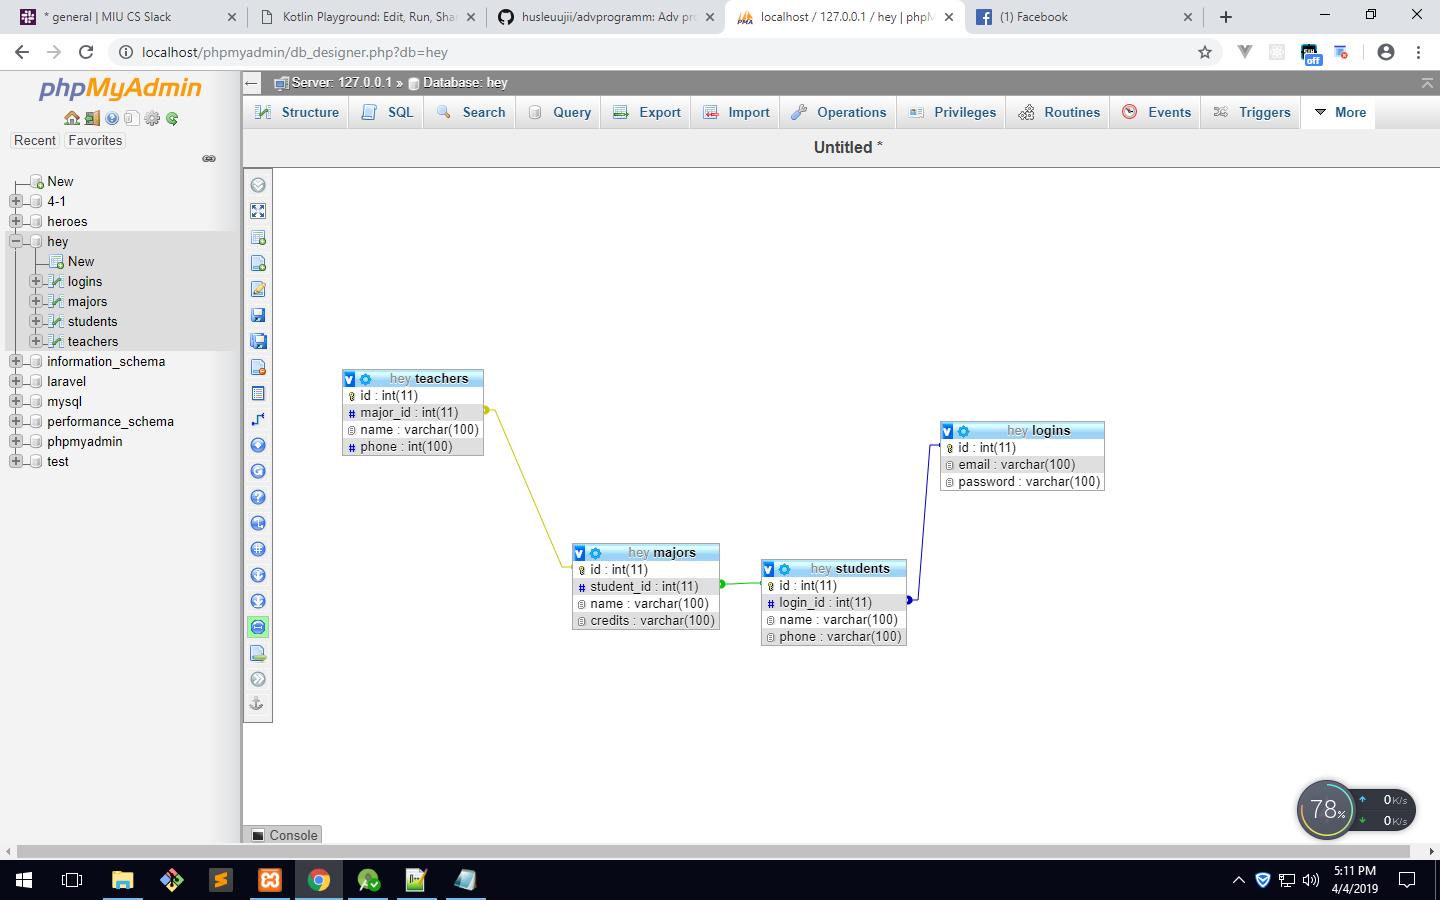 * general | MIU CS Slack
Kotlin Playground: Edit, Run, Shar
husleuujii/advprogramm: Adv pro
localhost / 127.0.0.1 / hey | phpM
(1) Facebook
localhost/phpmyadmin/db_designer.php?db=hey
off
phpMyAdmin
Recent
Favorites
New
4-1
heroes
hey
New
logins
majors
students
teachers
information_schema
laravel
mysql
performance_schema
phpmyadmin
test
Server: 127.0.0.1 » Database: hey
Structure
SQL
Search
Query
Export
Import
Operations
Privileges
Routines
Events
Triggers
More
Untitled *
v hey teachers
id : int(11)
# major_id : int(11)
name : varchar(100)
# phone : int(100)
v hey logins
id : int(11)
email : varchar(100)
password : varchar(100)
v hey majors
id : int(11)
# student_id : int(11)
name : varchar(100)
credits : varchar(100)
v hey students
id : int(11)
# login_id : int(11)
name : varchar(100)
phone : varchar(100)
78%
0K/s
0K/s
Console
5:11 PM
4/4/2019